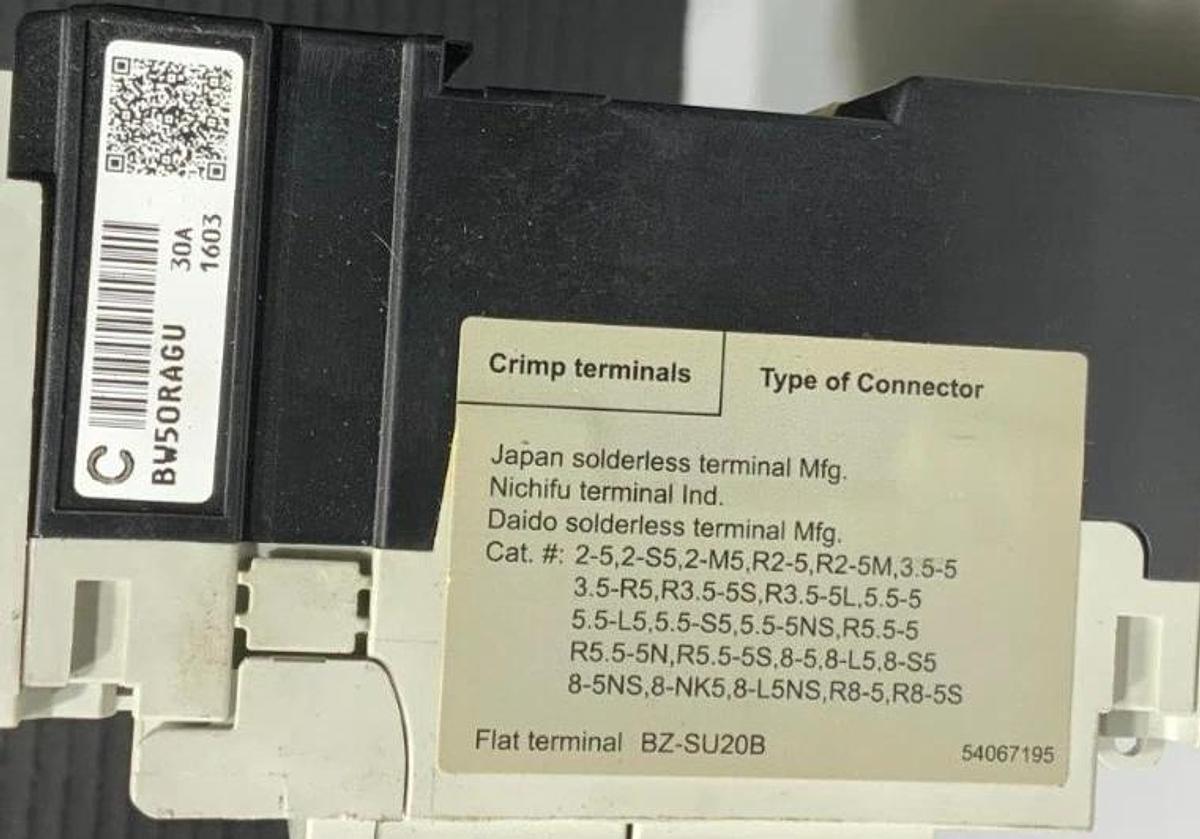 C
BW50RAGU 30A
1603
Crimp terminals
Type of Connector
Japan solderless terminal Mfg.
Nichifu terminal Ind.
Daido solderless terminal Mfg.
Cat. #: 2-5,2-S5,2-M5,R2-5,R2-5M,3.5-5
3.5-R5,R3.5-5S,R3.5-5L,5.5-5
5.5-L5,5.5-S5,5.5-5NS,R5.5-5
R5.5-5N,R5.5-5S,8-5,8-L5,8-S5
8-5NS,8-NK5,8-L5NS,R8-5,R8-5S
Flat terminal BZ-SU20B
54067195